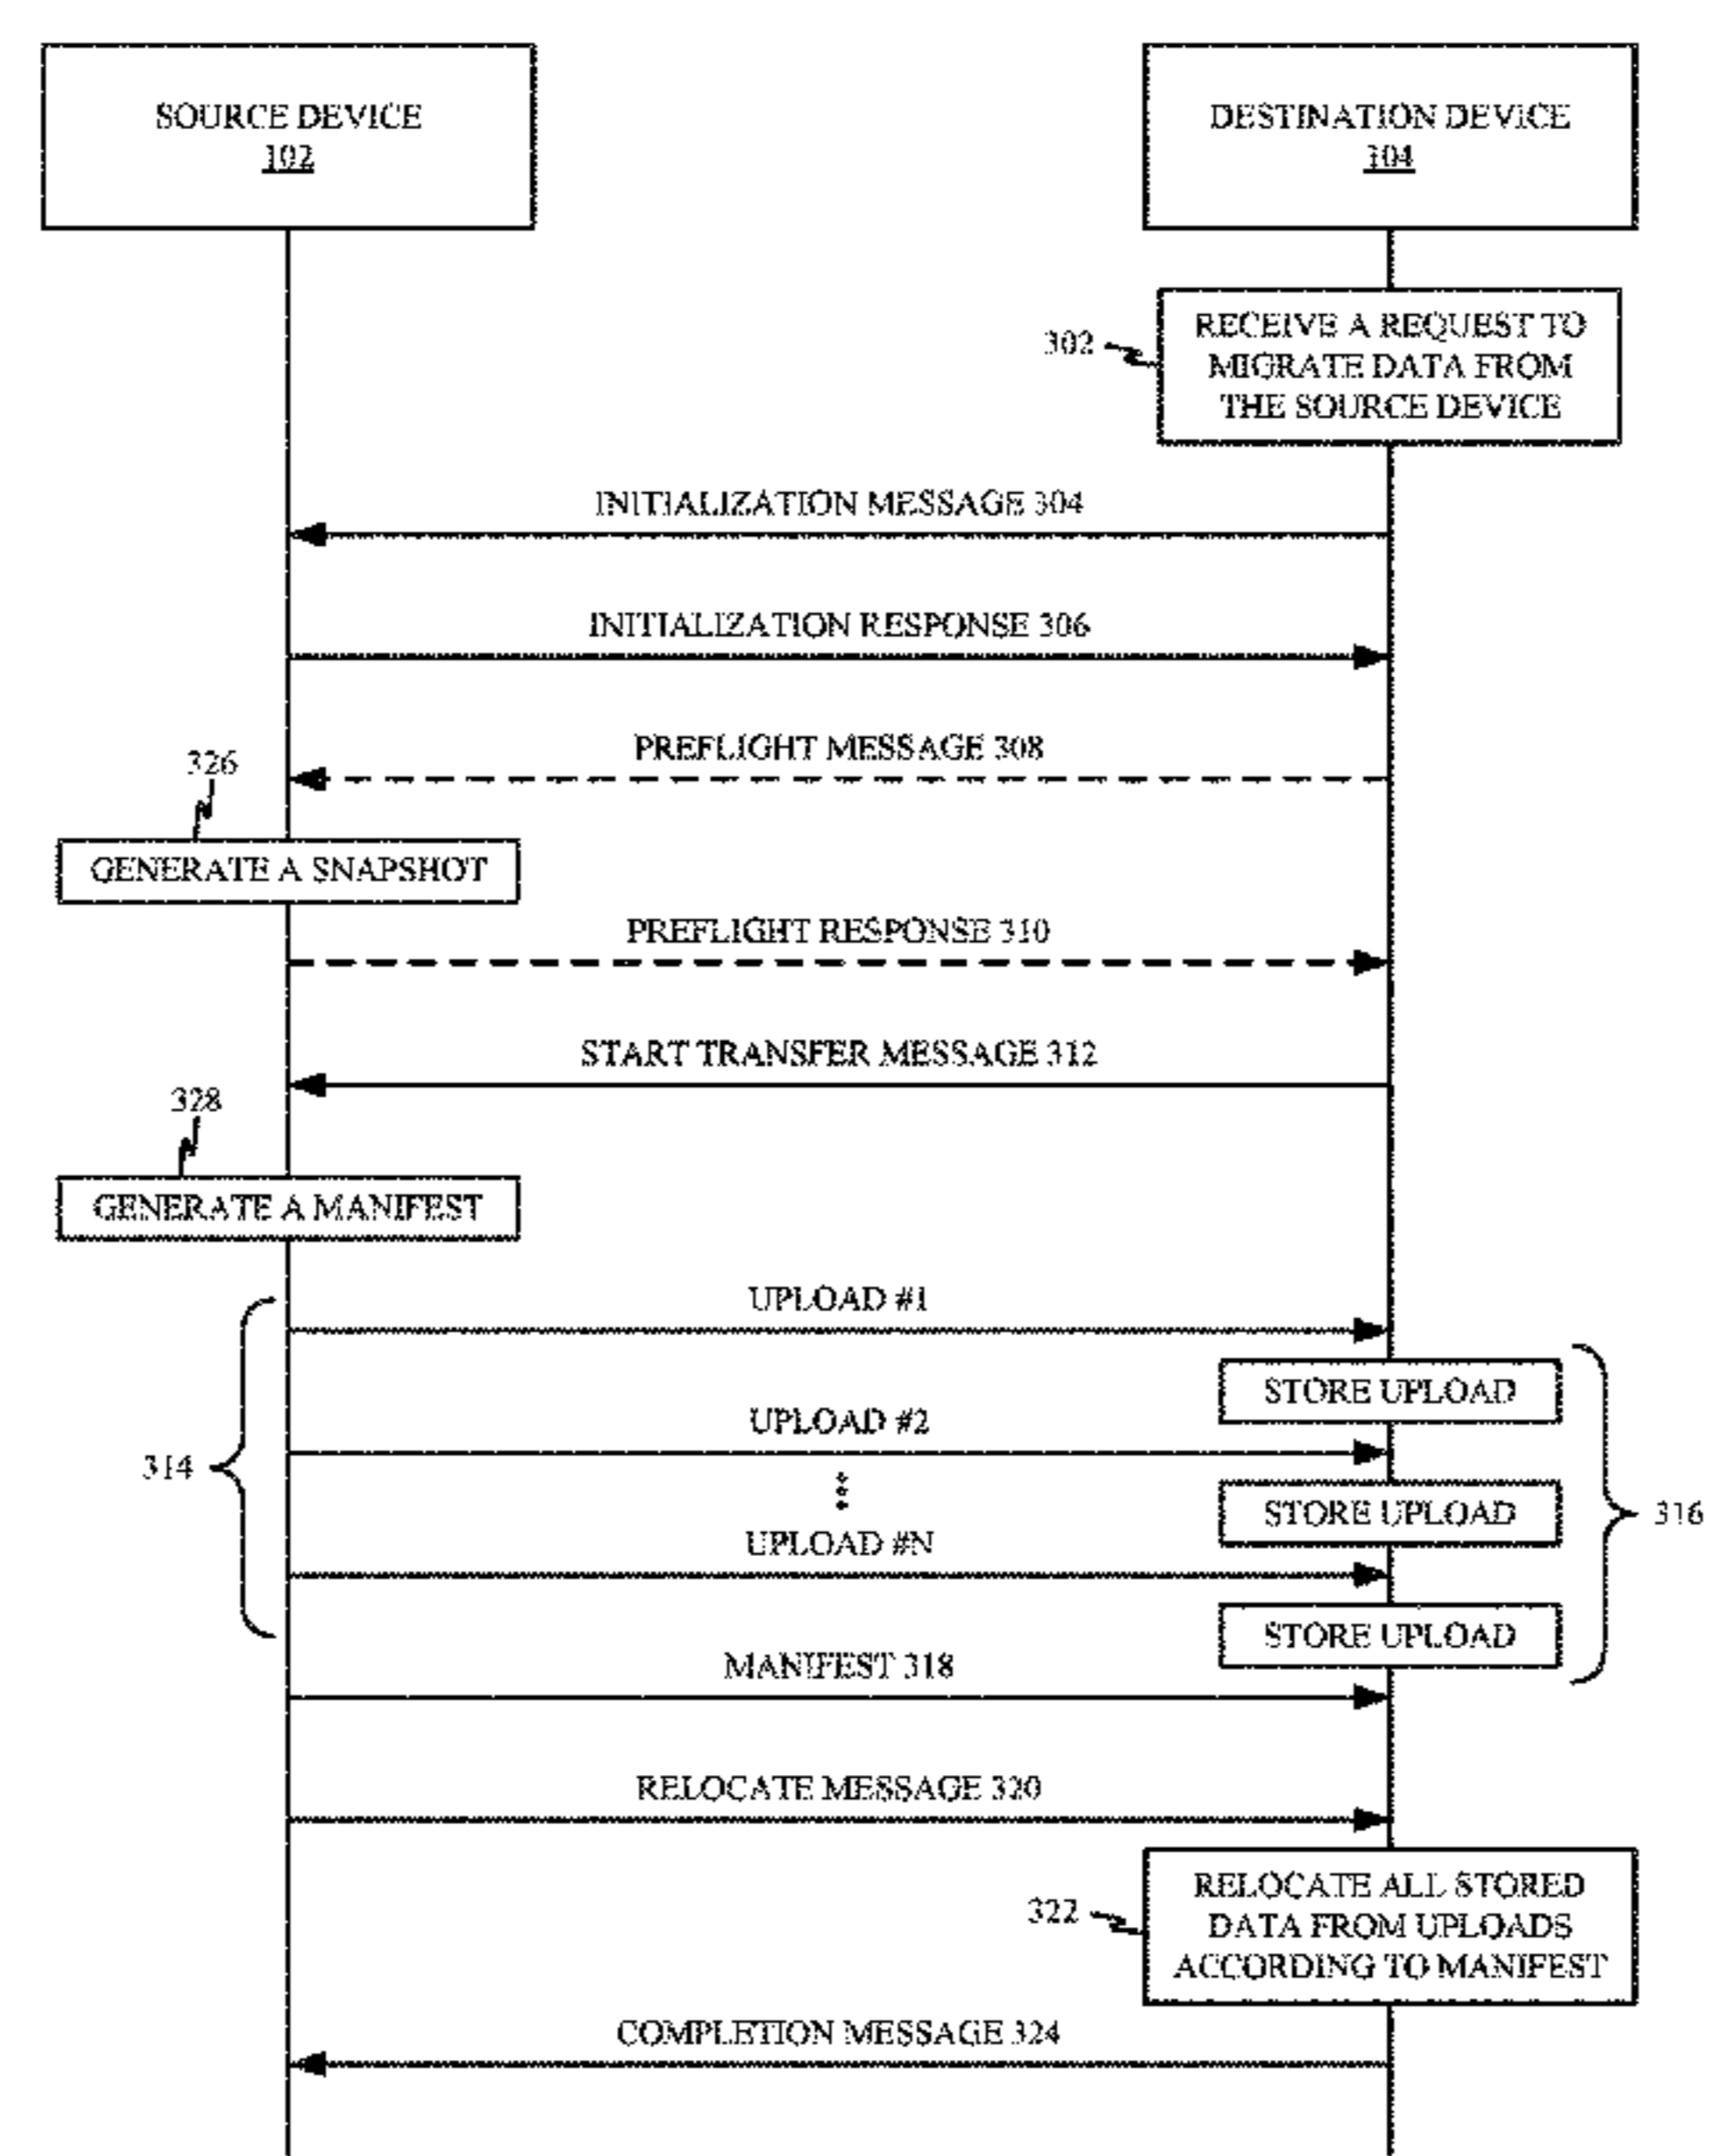 SOURCE DEVICE
102
DESTINATION DEVICE
104
302
RECEIVE A REQUEST TO
MIGRATE DATA FROM
THE SOURCE DEVICE
INITIALIZATION MESSAGE 304
INITIALIZATION RESPONSE 306
PREFLIGHT MESSAGE 308
326
GENERATE A SNAPSHOT
PREFLIGHT RESPONSE 310
START TRANSFER MESSAGE 312
328
GENERATE A MANIFEST
UPLOAD #1
STORE UPLOAD
UPLOAD #2
314
STORE UPLOAD
316
UPLOAD #N
STORE UPLOAD
MANIFEST 318
RELOCATE MESSAGE 320
322
RELOCATE ALL STORED
DATA FROM UPLOADS
ACCORDING TO MANIFEST
COMPLETION MESSAGE 324